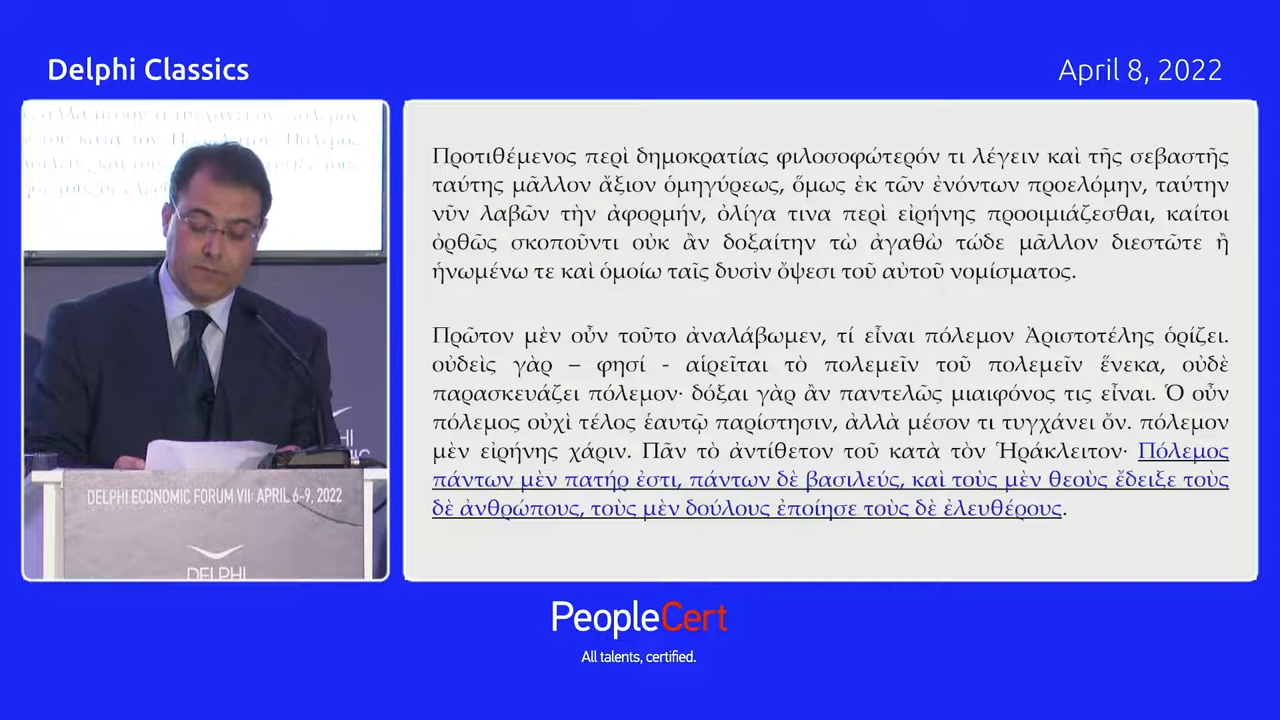 Delphi Classics
April 8, 2022
Προτιθέμενος περὶ δημοκρατίας φιλοσοφώτερόν τι λέγειν καὶ τῆς σεβαστῆς
ταύτης μᾶλλον ἄξιον ὁμηγύρεως, ὅμως ἐκ τῶν ἐνόντων προελόμην, ταύτην
νῦν λαβῶν τὴν ἀφορμήν, ὀλίγα τινα περὶ εἰρήνης προοιμιάζεσθαι, καίτοι
ὀρθῶς σκοποῦντι οὐκ ἂν δοξαίτην τὼ ἀγαθὼ τώδε μᾶλλον διεστῶτε ἢ
ἡνωμένω τε καὶ ὁμοίω ταῖς δυσὶν ὄψεσι τοῦ αὐτοῦ νομίσματος.
Πρῶτον μὲν οὖν τοῦτο ἀναλάβωμεν, τί εἶναι πόλεμον Ἀριστοτέλης ὁρίζει.
οὐδεὶς γὰρ – φησί - αἱρεῖται τὸ πολεμεῖν τοῦ πολεμεῖν ἕνεκα, οὐδὲ
παρασκευάζει πόλεμον· δόξαι γὰρ ἂν παντελῶς μιαιφόνος τις εἶναι. Ὁ οὖν
πόλεμος οὐχὶ τέλος ἑαυτῷ παρίστησιν, ἀλλὰ μέσον τι τυγχάνει ὄν. πόλεμον
μὲν εἰρήνης χάριν. Πᾶν τὸ ἀντίθετον τοῦ κατὰ τὸν Ἡράκλειτον· Πόλεμος
πάντων μὲν πατήρ ἐστι, πάντων δὲ βασιλεύς, καὶ τοὺς μὲν θεοὺς ἔδειξε τοὺς
δὲ ἀνθρώπους, τοὺς μὲν δούλους ἐποίησε τοὺς δὲ ἐλευθέρους.
DELPHI ECONOMIC FORUM VII: APRIL 6-9, 2022
DELPHI
PeopleCert
All talents, certified.